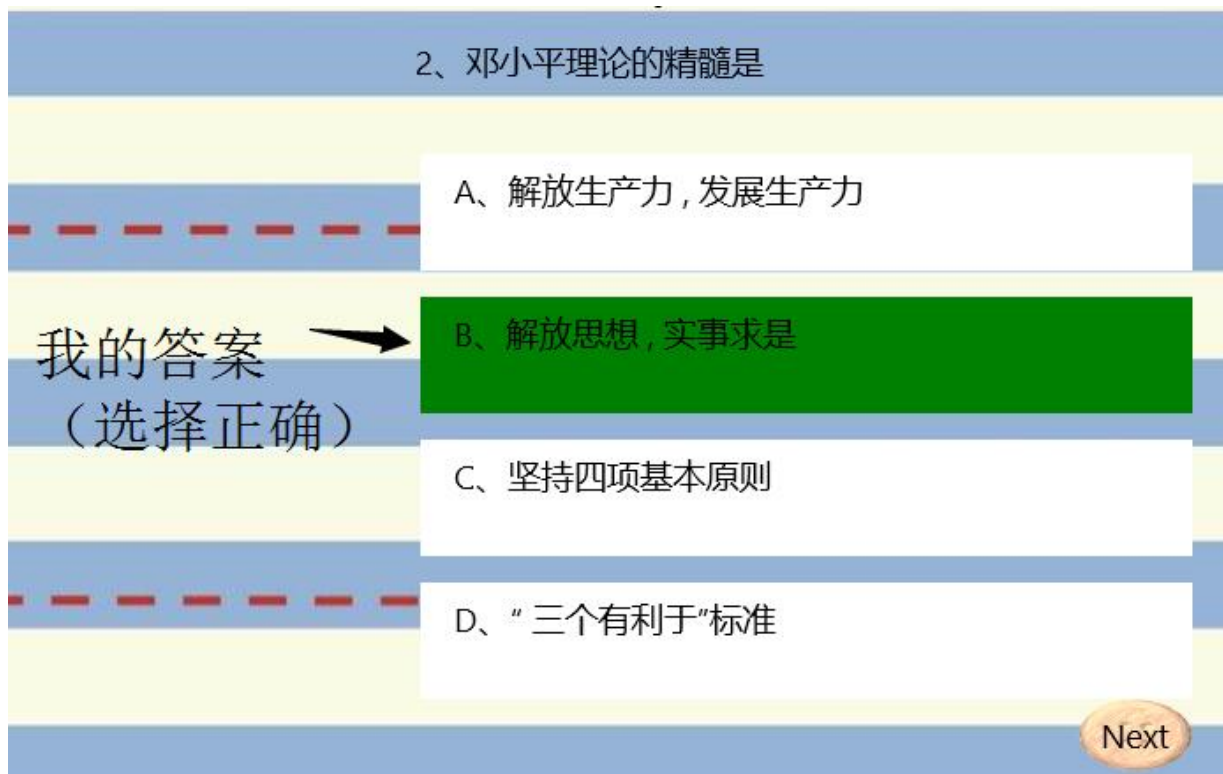 2、邓小平理论的精髓是
A、解放生产力,发展生产力
B、解放思想,实事求是
我的答案
（选择正确）
C、坚持四项基本原则
D、“三个有利于”标准
Next